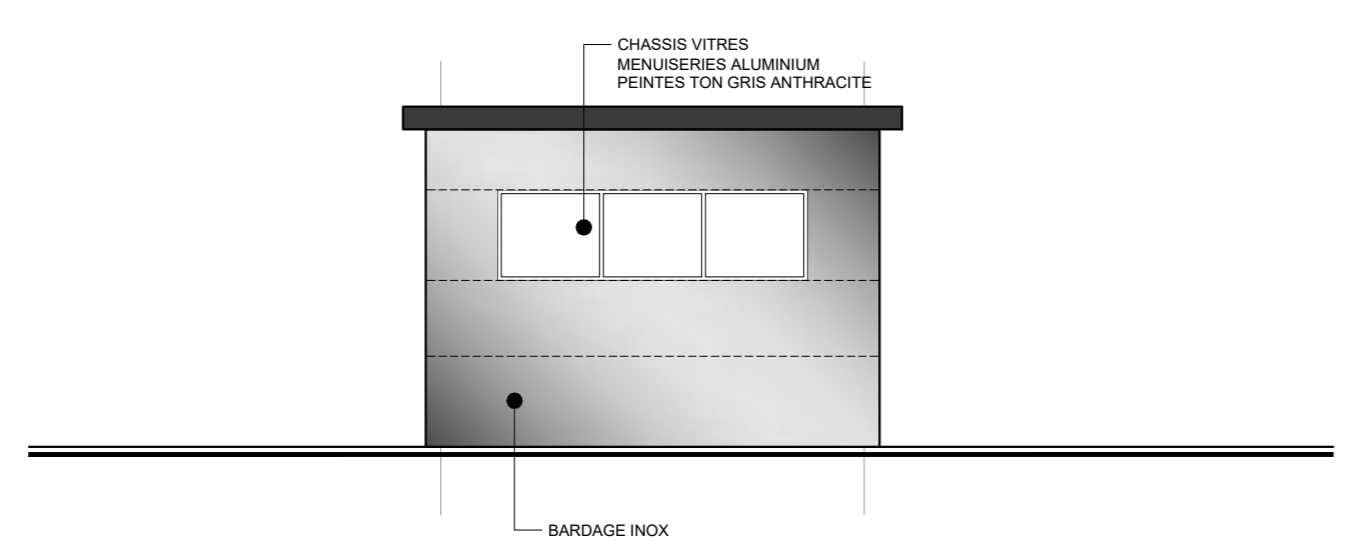 CHASSIS VITRES
MENUISERIES ALUMINIUM
PEINTES TON GRIS ANTHRACITE
BARDAGE INOX